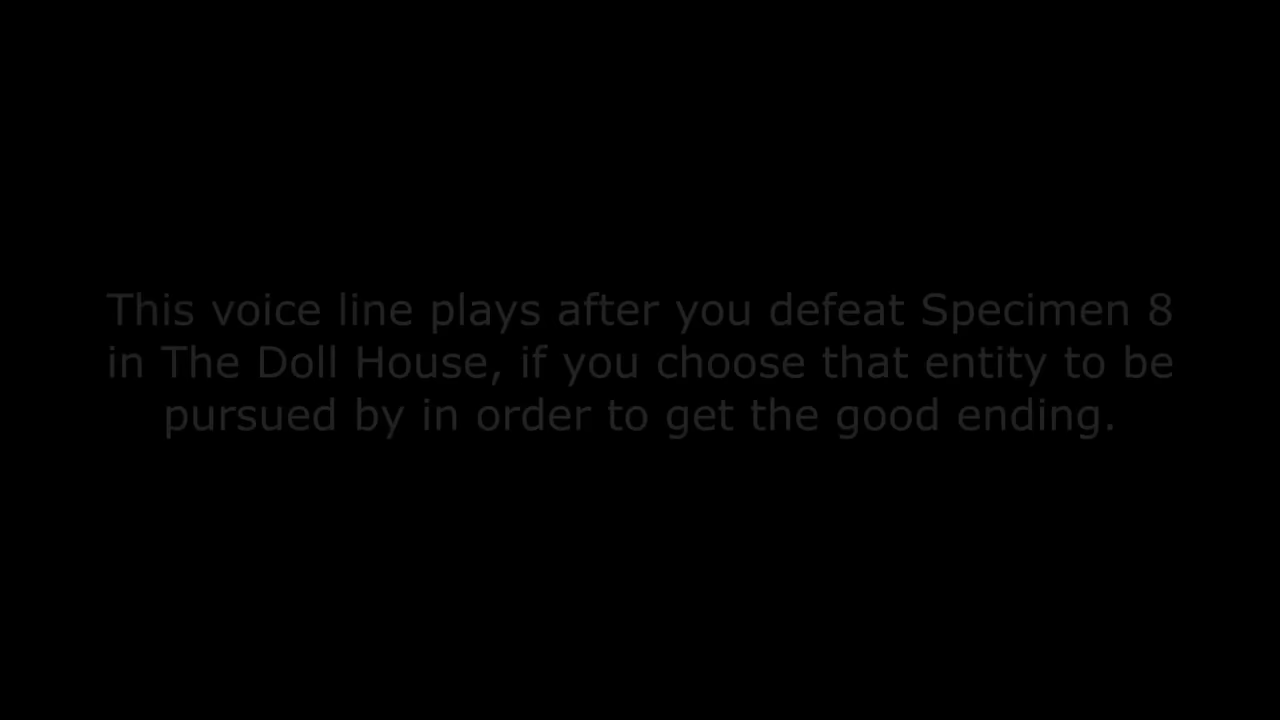 This voice line plays after you defeat Specimen 8
in The Doll House, if you choose that entity to be
pursued by in order to get the good ending.